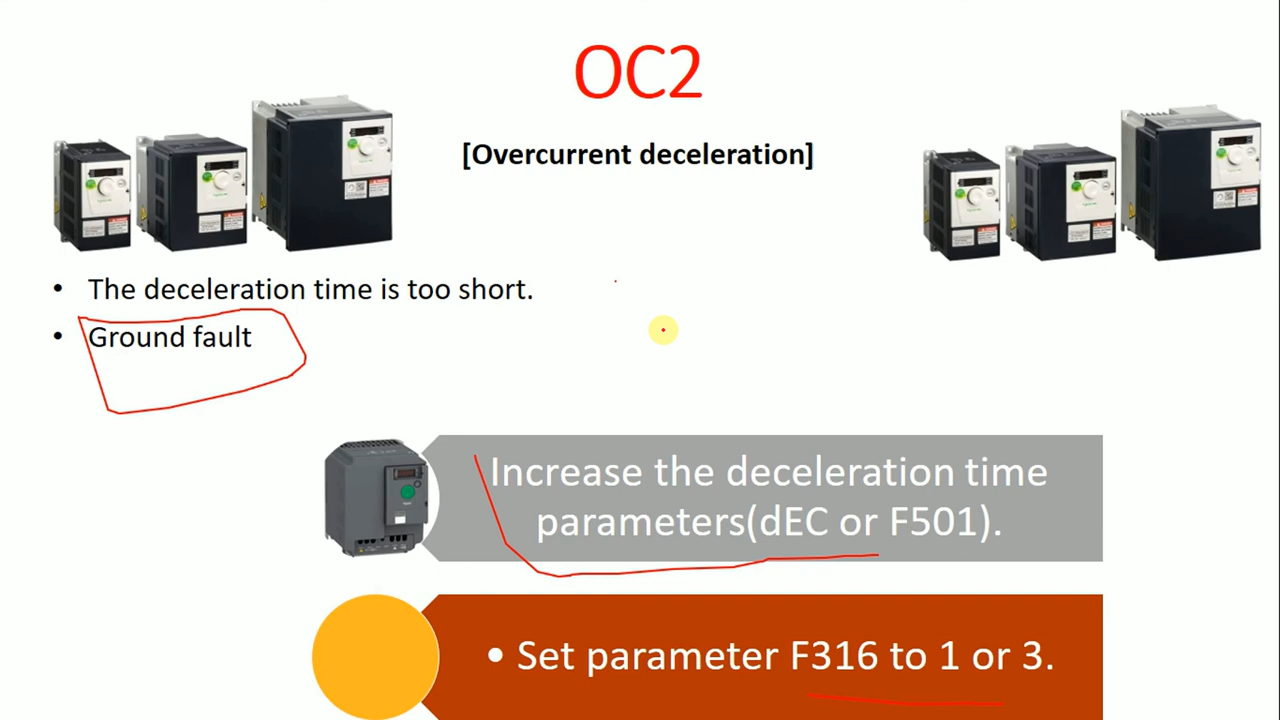 OC2
[Overcurrent deceleration]
• The deceleration time is too short.
• Ground fault
Increase the deceleration time
parameters(dEC or F501).
• Set parameter F316 to 1 or 3.